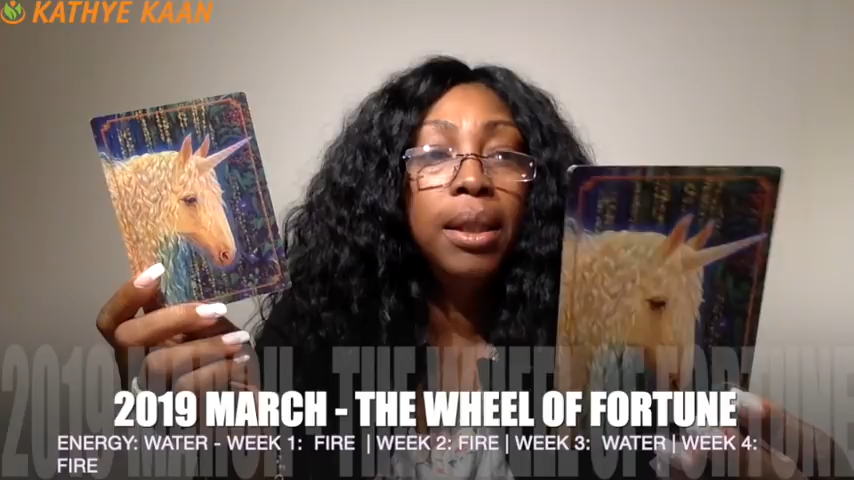 KATHYE KAAN
2019 MARCH - THE WHEEL OF FORTUNE
2019 MARCH - THE WHEEL OF FORTUNE
ENERGY: WATER - WEEK 1: FIRE | WEEK 2: FIRE | WEEK 3: WATER | WEEK 4:
FIRE